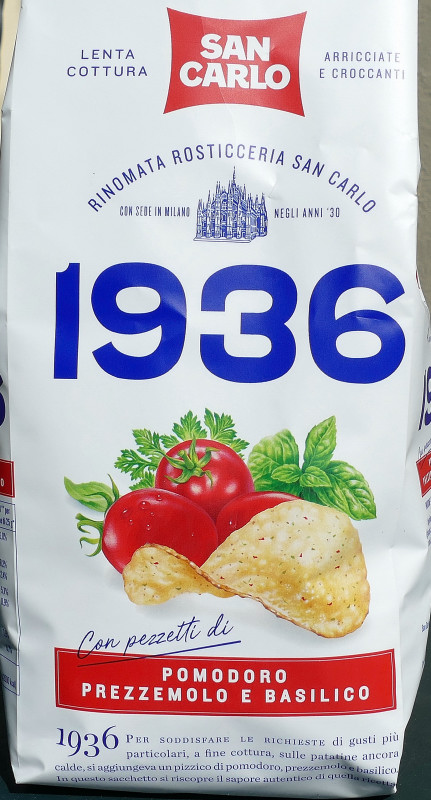 LENTA
COTTURA
SAN
CARLO
ARRICCIATE
E CROCCANTI
RINOMATA ROSTICCERIA SAN CARLO
CON SEDE IN MILANO NEGLI ANNI '30
1936
Con pezzetti di
POMODORO
PREZZEMOLO E BASILICO
1936 PER SODDISFARE LE RICHIESTE di gusti più
particolari, a fine cottura, sulle patatine ancora
calde, si aggiungeva un pizzico di pomodoro, prezzemolo e basilico.
In questo sacchetto si riscopre il sapore autentico di quella ricetta